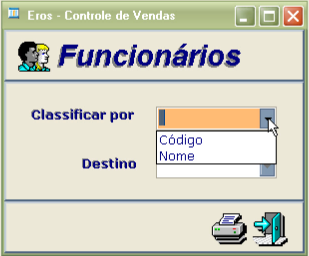 Eros - Controle de Vendas
Funcionários
Classificar por
Código
Nome
Destino